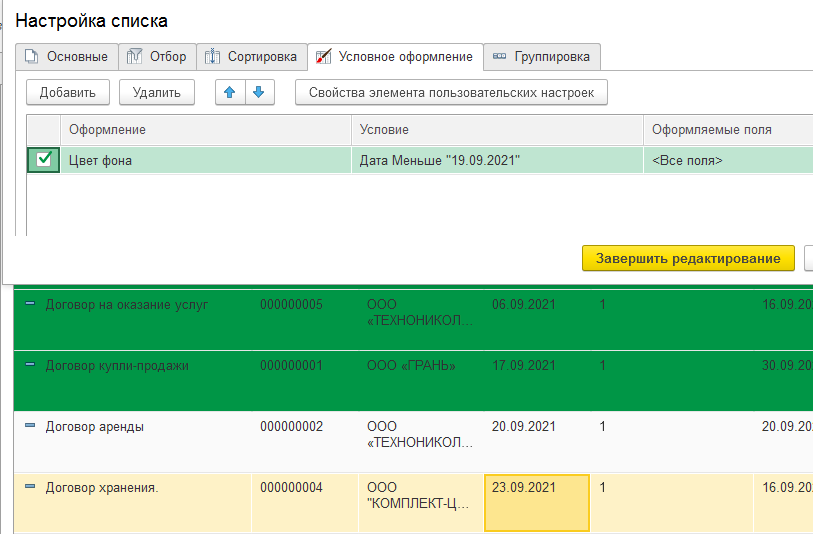 Настройка списка
Основные Отбор Сортировка Условное оформление Группировка
Добавить Удалить Свойства элемента пользовательских настроек
Оформление Условие Оформляемые поля
Цвет фона Дата Меньше "19.09.2021" <Все поля>
Завершить редактирование
Договор на оказание услуг 000000005 ООО 06.09.2021 1 16.09.20
«ТЕХНОНИКОЛ...
Договор купли-продажи 000000001 ООО «ГРАНЬ» 17.09.2021 1 30.09.20
Договор аренды 000000002 ООО 20.09.2021 1 20.09.20
«ТЕХНОНИКОЛ...
Договор хранения. 000000004 ООО 23.09.2021 1 16.09.20
"КОМПЛЕКТ-Ц...